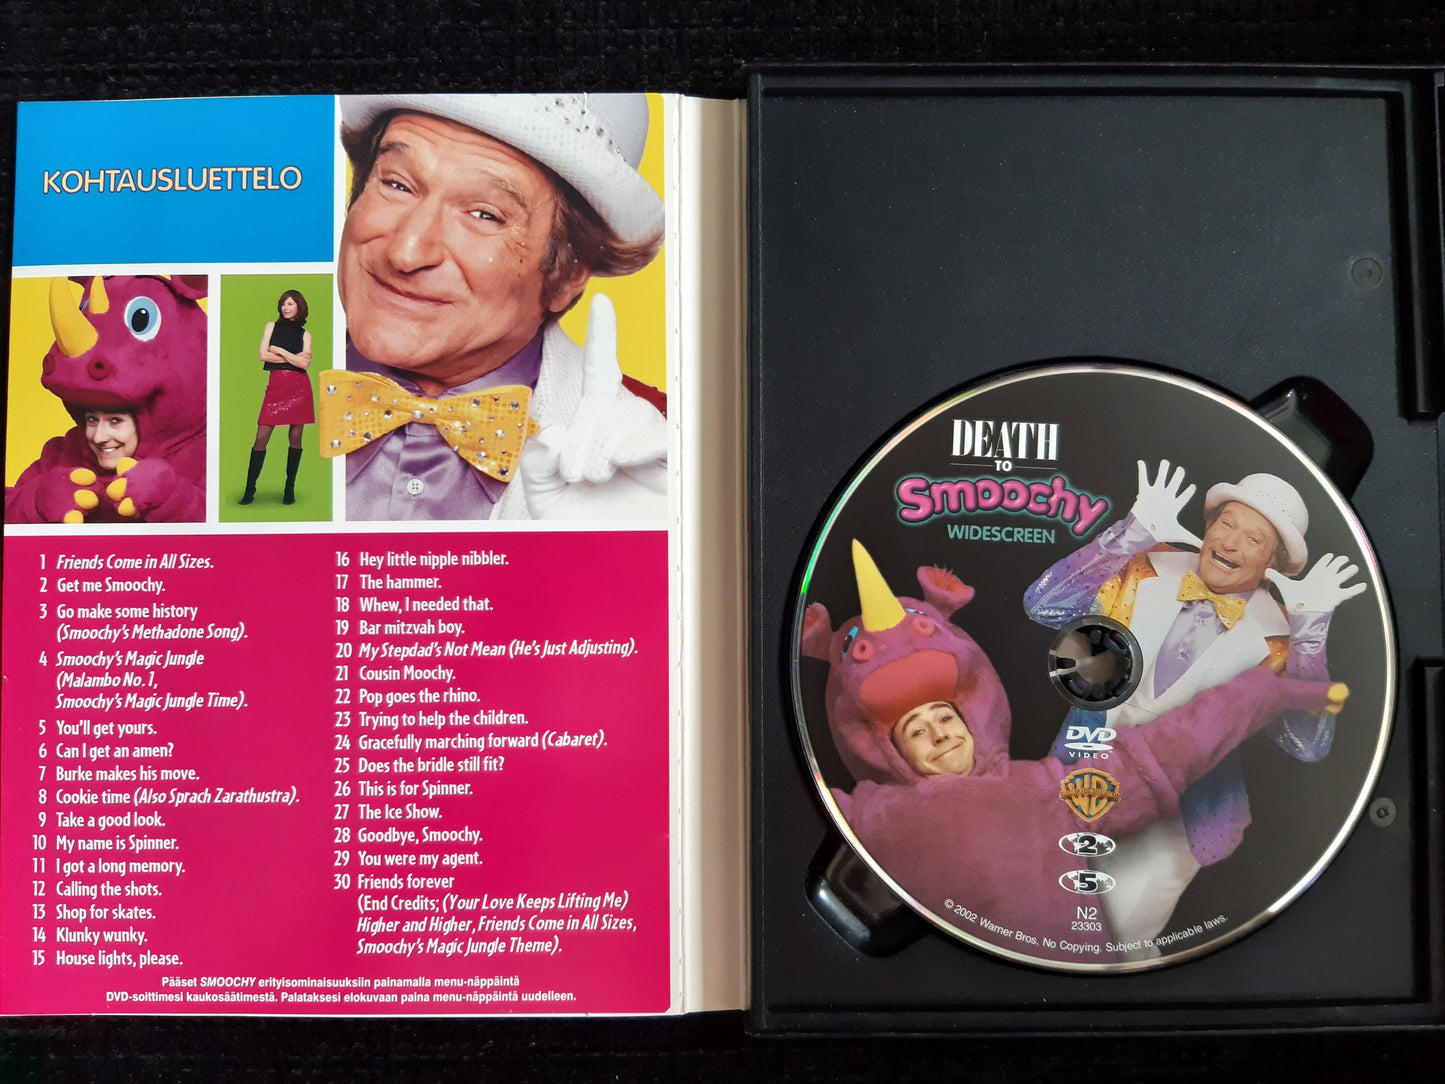 KOHTAUSLUETTELO
1 Friends Come in All Sizes.
2 Get me Smoochy.
3 Go make some history
(Smoochy's Methadone Song).
4 Smoochy's Magic Jungle
(Malambo No. 1,
Smoochy's Magic Jungle Time).
5 You'll get yours.
6 Can I get an amen?
7 Burke makes his move.
8 Cookie time (Also Sprach Zarathustra).
9 Take a good look.
10 My name is Spinner.
11 I got a long memory.
12 Calling the shots.
13 Shop for skates.
14 Klunky wunky.
15 House lights, please.
16 Hey little nipple nibbler.
17 The hammer.
18 Whew, I needed that.
19 Bar mitzvah boy.
20 My Stepdad's Not Mean (He's Just Adjusting).
21 Cousin Moochy.
22 Pop goes the rhino.
23 Trying to help the children.
24 Gracefully marching forward (Cabaret).
25 Does the bridle still fit?
26 This is for Spinner.
27 The Ice Show.
28 Goodbye, Smoochy.
29 You were my agent.
30 Friends forever
(End Credits; (Your Love Keeps Lifting Me)
Higher and Higher, Friends Come in All Sizes,
Smoochy's Magic Jungle Theme).
Pääset SMOOCHY erityisominaisuuksiin painamalla menu-näppäintä
DVD-soittimesi kaukosäätimestä. Palataksesi elokuvaan paina menu-näppäintä uudelleen.
DEATH
TO
Smoochy
WIDESCREEN
DVD
VIDEO
WB
2
5
N2
23303
© 2002 Warner Bros. No Copying. Subject to applicable laws.